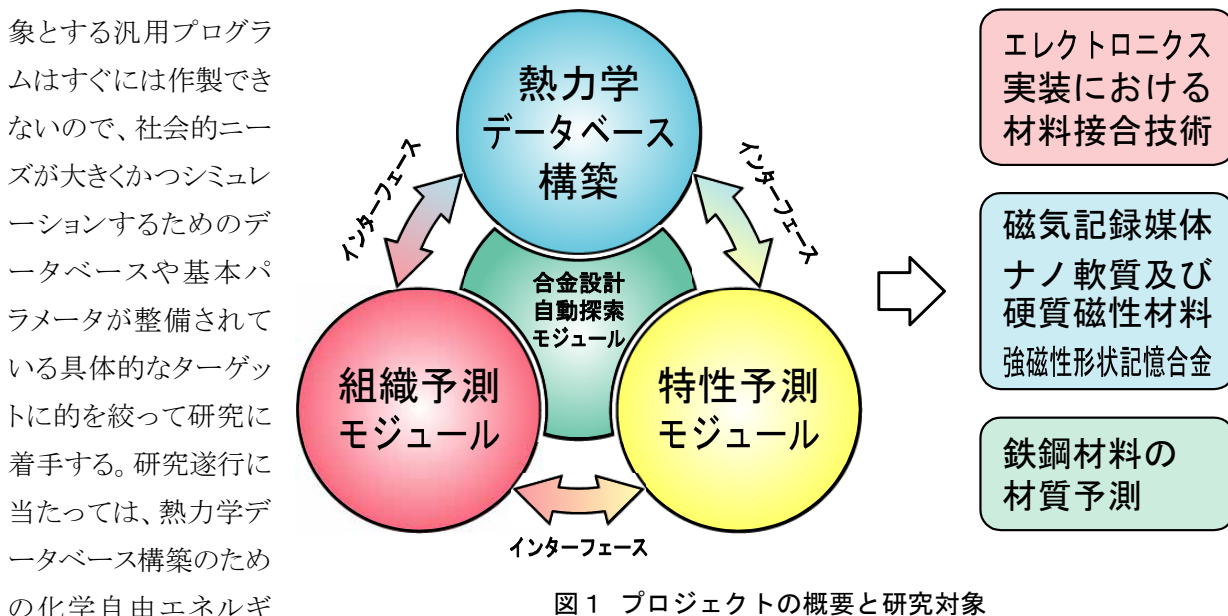 象とする汎用プログラ
ムはすぐには作製でき
ないので、社会的ニー
ズが大きくかつシミュレ
ーションするためのデ
ータベースや基本パ
ラメータが整備されて
いる具体的なターゲッ
トに的を絞って研究に
着手する。研究遂行に
当たっては、熱力学デ
ータベース構築のため
の化学自由エネルギ
熱力学
データベース
構築
インターフェース
インターフェース
合金設計
自動探索
モジュール
組織予測
モジュール
特性予測
モジュール
インターフェース
エレクトロニクス
実装における
材料接合技術
磁気記録媒体
ナノ軟質及び
硬質磁性材料
強磁性形状記憶合金
鉄鋼材料の
材質予測
図1 プロジェクトの概要と研究対象